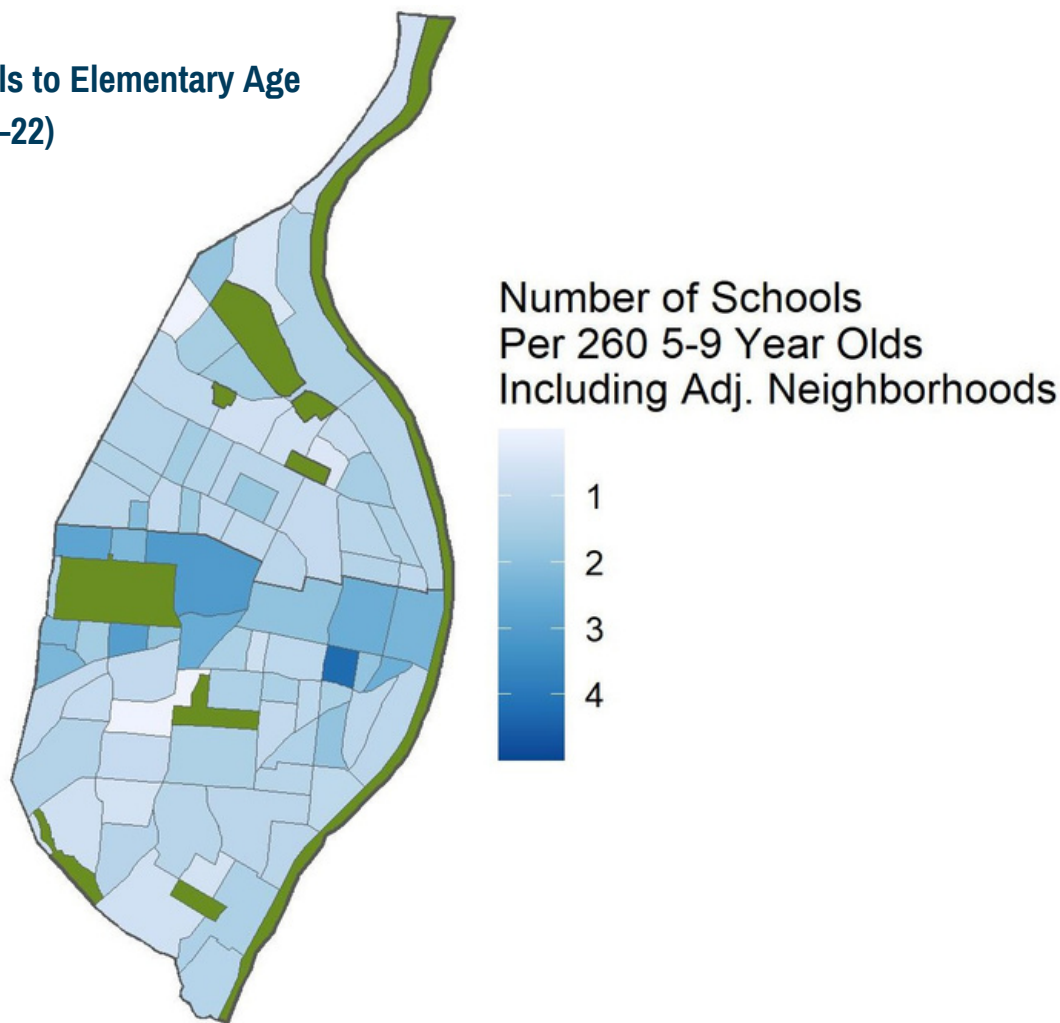 ls to Elementary Age
–22)
Number of Schools
Per 260 5-9 Year Olds
Including Adj. Neighborhoods
1
2
3
4